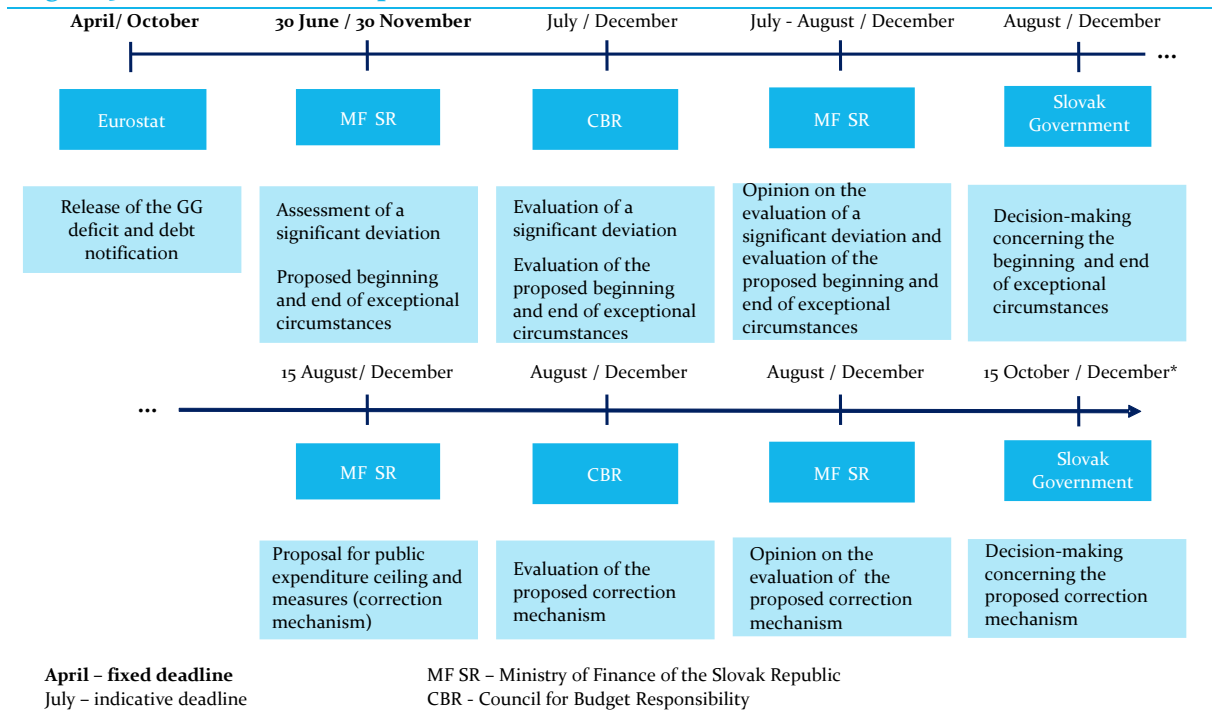 April/ October
30 June / 30 November
July / December
July - August / December
August / December
...
Eurostat
MF SR
CBR
MF SR
Slovak
Government
Release of the GG
deficit and debt
notification
Assessment of a
significant deviation
Proposed beginning
and end of exceptional
circumstances
Evaluation of a
significant deviation
Evaluation of the
proposed beginning
and end of exceptional
circumstances
Opinion on the
evaluation of a
significant deviation and
evaluation of the
proposed beginning and
end of exceptional
circumstances
Decision-making
concerning the
beginning and end
of exceptional
circumstances
...
15 August/ December
August / December
August / December
15 October / December*
MF SR
CBR
MF SR
Slovak
Government
Proposal for public
expenditure ceiling and
measures (correction
mechanism)
Evaluation of the
proposed correction
mechanism
Opinion on the
evaluation of the
proposed correction
mechanism
Decision-making
concerning the
proposed correction
mechanism
April – fixed deadline
July – indicative deadline
MF SR – Ministry of Finance of the Slovak Republic
CBR - Council for Budget Responsibility